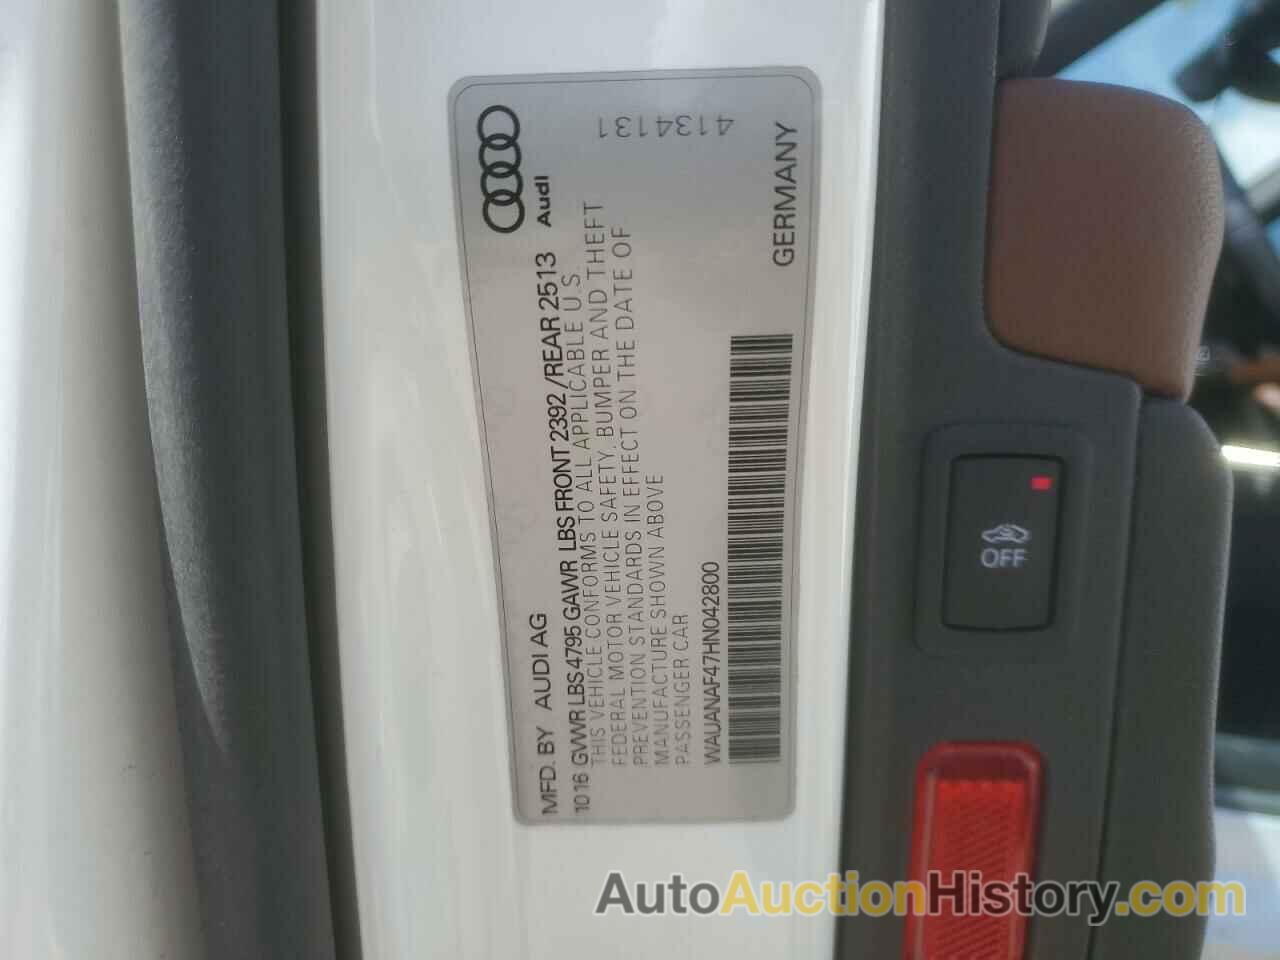 Audi
MFD. BY AUDI AG
1016 GVWR LBS 4795 GAWR LBS FRONT 2392 /REAR 2513
THIS VEHICLE CONFORMS TO ALL APPLICABLE U.S.
FEDERAL MOTOR VEHICLE SAFETY, BUMPER AND THEFT
PREVENTION STANDARDS IN EFFECT ON THE DATE OF
MANUFACTURE SHOWN ABOVE
PASSENGER CAR
WAUANAF47HN042800
GERMANY
4134131
OFF
AutoAuctionHistory.com